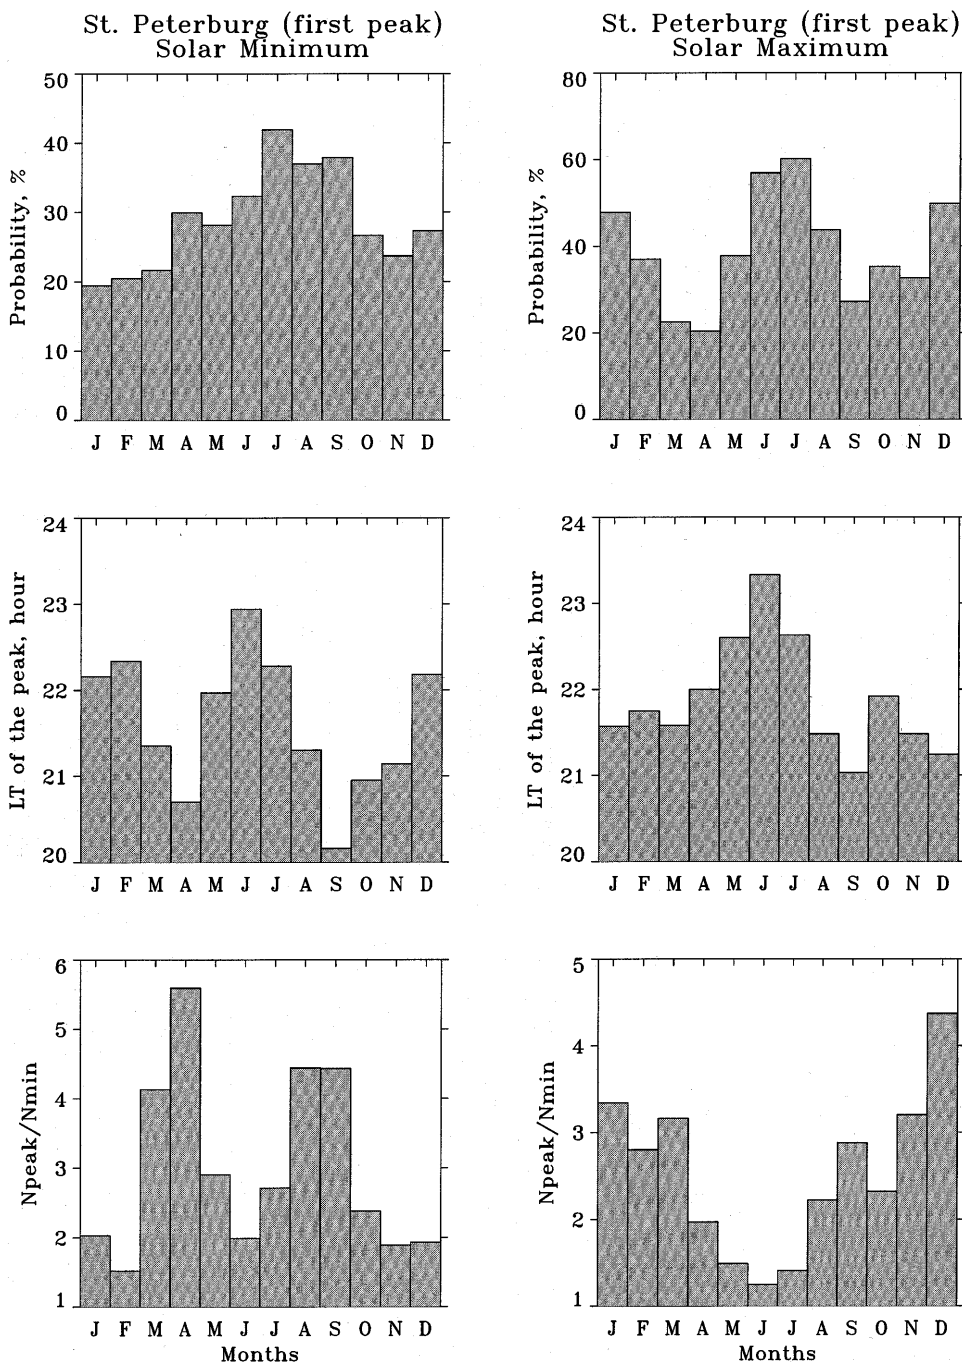 St. Peterburg (first peak)
Solar Minimum
50
40
30
20
10
0
Probability, %
J F M A M J J A S O N D
St. Peterburg (first peak)
Solar Maximum
80
60
40
20
0
Probability, %
J F M A M J J A S O N D
24
23
22
21
20
LT of the peak, hour
J F M A M J J A S O N D
24
23
22
21
20
LT of the peak, hour
J F M A M J J A S O N D
6
5
4
3
2
1
Npeak/Nmin
J F M A M J J A S O N D
Months
5
4
3
2
1
Npeak/Nmin
J F M A M J J A S O N D
Months